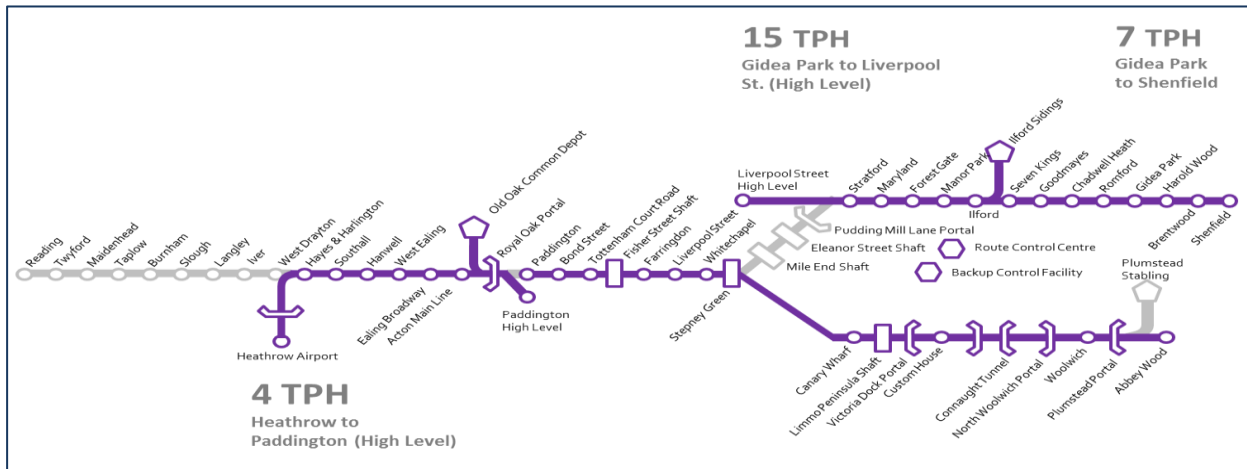 15 TPH
Gidea Park to Liverpool
St. (High Level)
7 TPH
Gidea Park
to Shenfield
Reading
Twyford
Maidenhead
Taplow
Burnham
Slough
Langley
Iver
West Drayton
Hayes & Harlington
Southall
Hanwell
West Ealing
Ealing Broadway
Acton Main Line
Old Oak Common Depot
Royal Oak Portal
Paddington
Bond Street
Tottenham Court Road
Fisher Street Shaft
Farringdon
Liverpool Street
Whitechapel
Stepney Green
Paddington
High Level
Heathrow Airport
4 TPH
Heathrow to
Paddington (High Level)
Liverpool Street
High Level
Stratford
Maryland
Forest Gate
Manor Park
Ilford
Ilford Sidings
Seven Kings
Goodmayes
Chadwell Heath
Romford
Gidea Park
Harold Wood
Brentwood
Shenfield
Pudding Mill Lane Portal
Eleanor Street Shaft
Mile End Shaft
Route Control Centre
Backup Control Facility
Plumstead
Stabling
Canary Wharf
Limmo Peninsula Shaft
Victoria Dock Portal
Custom House
Connaught Tunnel
North Woolwich Portal
Woolwich
Plumstead Portal
Abbey Wood